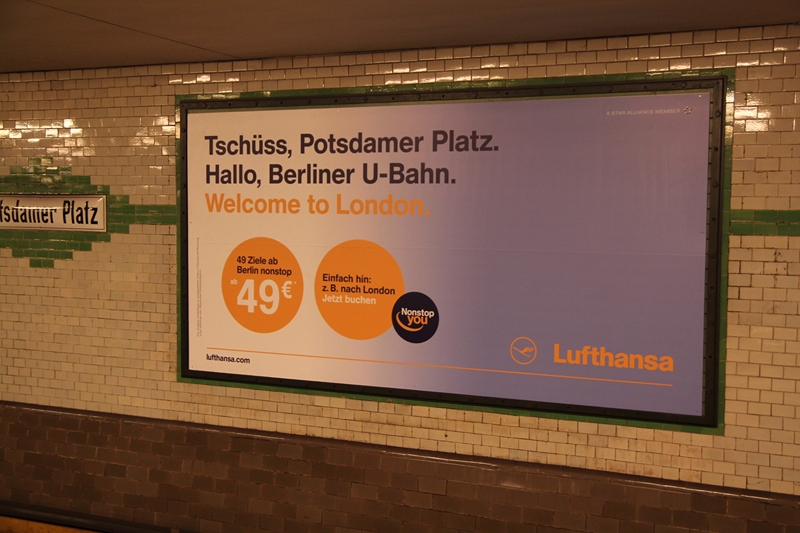 A STAR ALLIANCE MEMBER
Tschüss, Potsdamer Platz.
Hallo, Berliner U-Bahn.
Welcome to London.
fsdamer Platz
49 Ziele ab
Berlin nonstop
ab 49€*
Einfach hin:
z. B. nach London
Jetzt buchen
Nonstop
you
lufthansa.com
Lufthansa